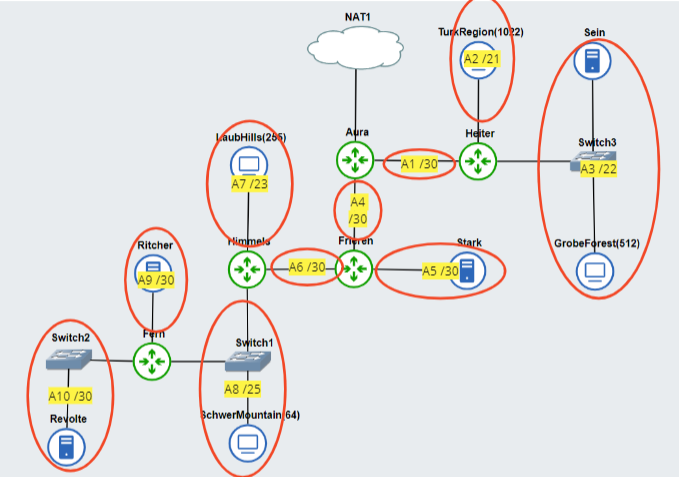 NAT1
TurkRegion(1022)
Sein
A2 /21
LaubHills(255)
Aura
Heiter
Switch3
A1 /30
A3 /22
A7 /23
A4
/30
Ritcher
Himmels
Frieren
Stark
GrobeForest(512)
A6 /30
A5 /30
A9 /30
Switch2
Fern
Switch1
A10 /30
A8 /25
Revolte
SchwerMountain(64)